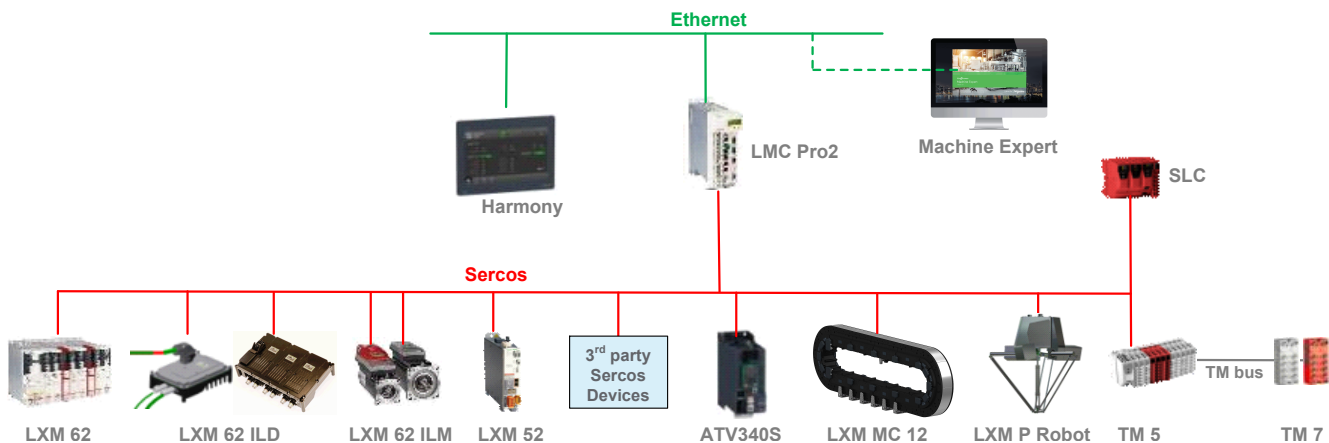 Ethernet
LMC Pro2
Machine Expert
SLC
Harmony
Sercos
3rd party
Sercos
Devices
TM bus
LXM 62
LXM 62 ILD
LXM 62 ILM
LXM 52
ATV340S
LXM MC 12
LXM P Robot
TM 5
TM 7